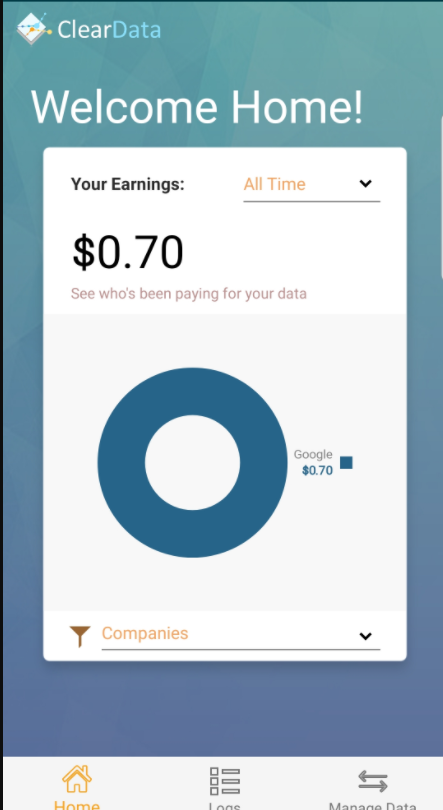 ClearData
Welcome Home!
Your Earnings: All Time
$0.70
See who's been paying for your data
Google
$0.70
Companies
Home Logs Manage Data